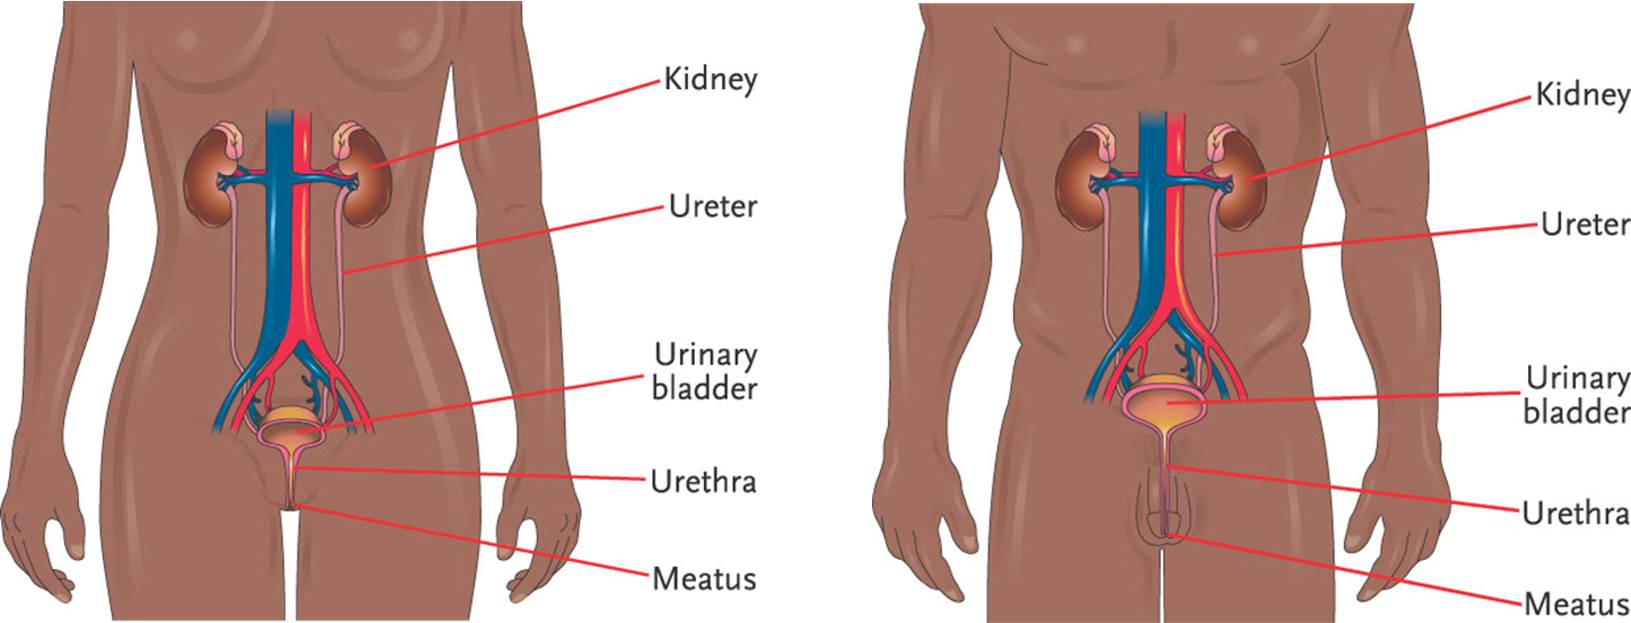 Kidney
Ureter
Urinary
bladder
Urethra
Meatus
Kidney
Ureter
Urinary
bladder
Urethra
Meatus